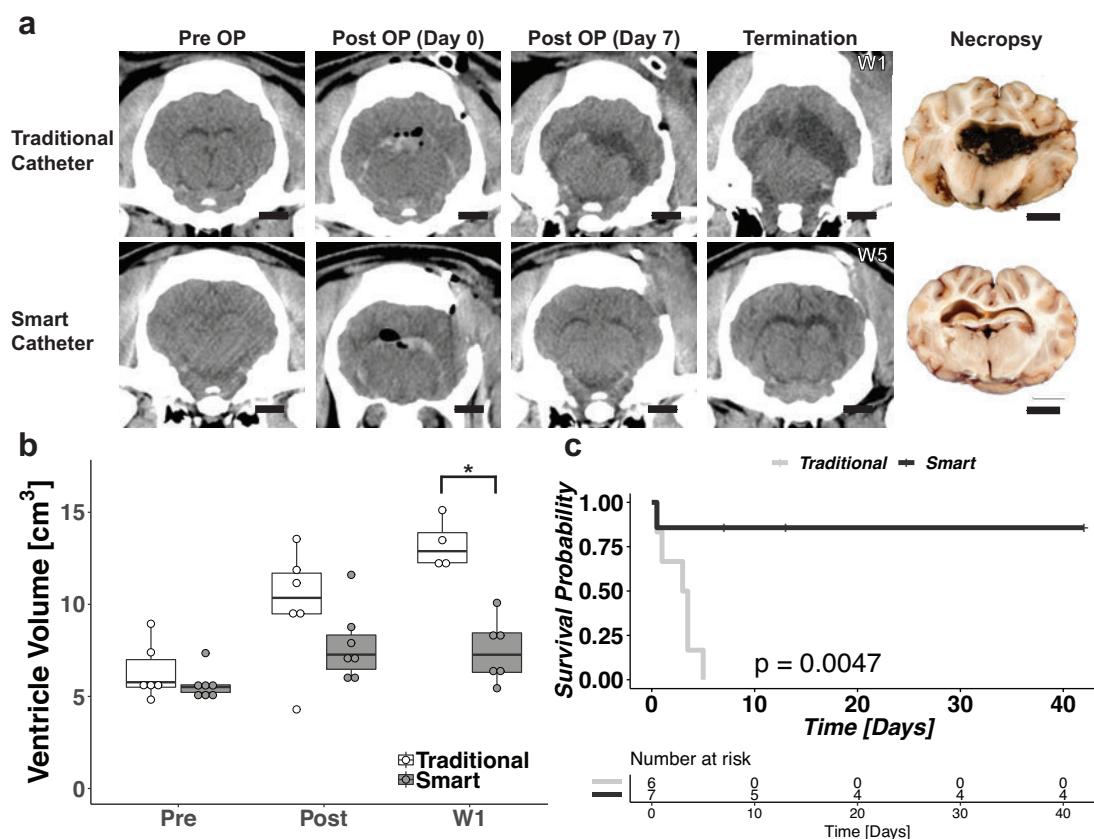 a
Pre OP
Post OP (Day 0)
Post OP (Day 7)
Termination
Necropsy
Traditional
Catheter
W1
Smart
Catheter
W5
b
Ventricle Volume [cm³]
15
10
5
0
*
Traditional
Smart
Pre
Post
W1
c
Traditional
Smart
Survival Probability
1.00
0.75
0.50
0.25
0.00
p = 0.0047
0
10
20
30
40
Time [Days]
Number at risk
6 0 0 0 0
7 5 4 4 4
0 10 20 30 40
Time [Days]